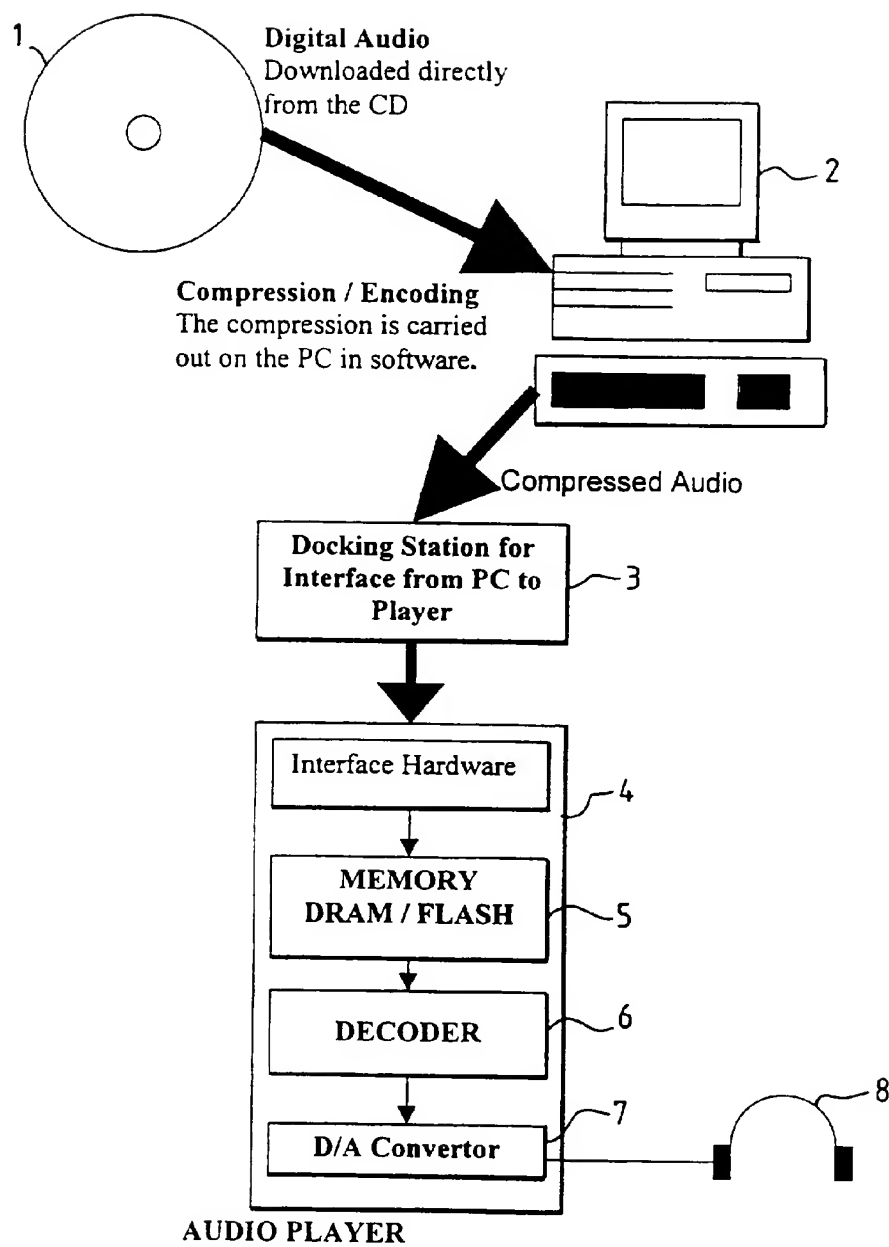 1
Digital Audio
Downloaded directly
from the CD
2
Compression / Encoding
The compression is carried
out on the PC in software.
Compressed Audio
Docking Station for
Interface from PC to
Player
3
Interface Hardware
4
MEMORY
DRAM / FLASH
5
DECODER
6
D/A Convertor
7
8
AUDIO PLAYER